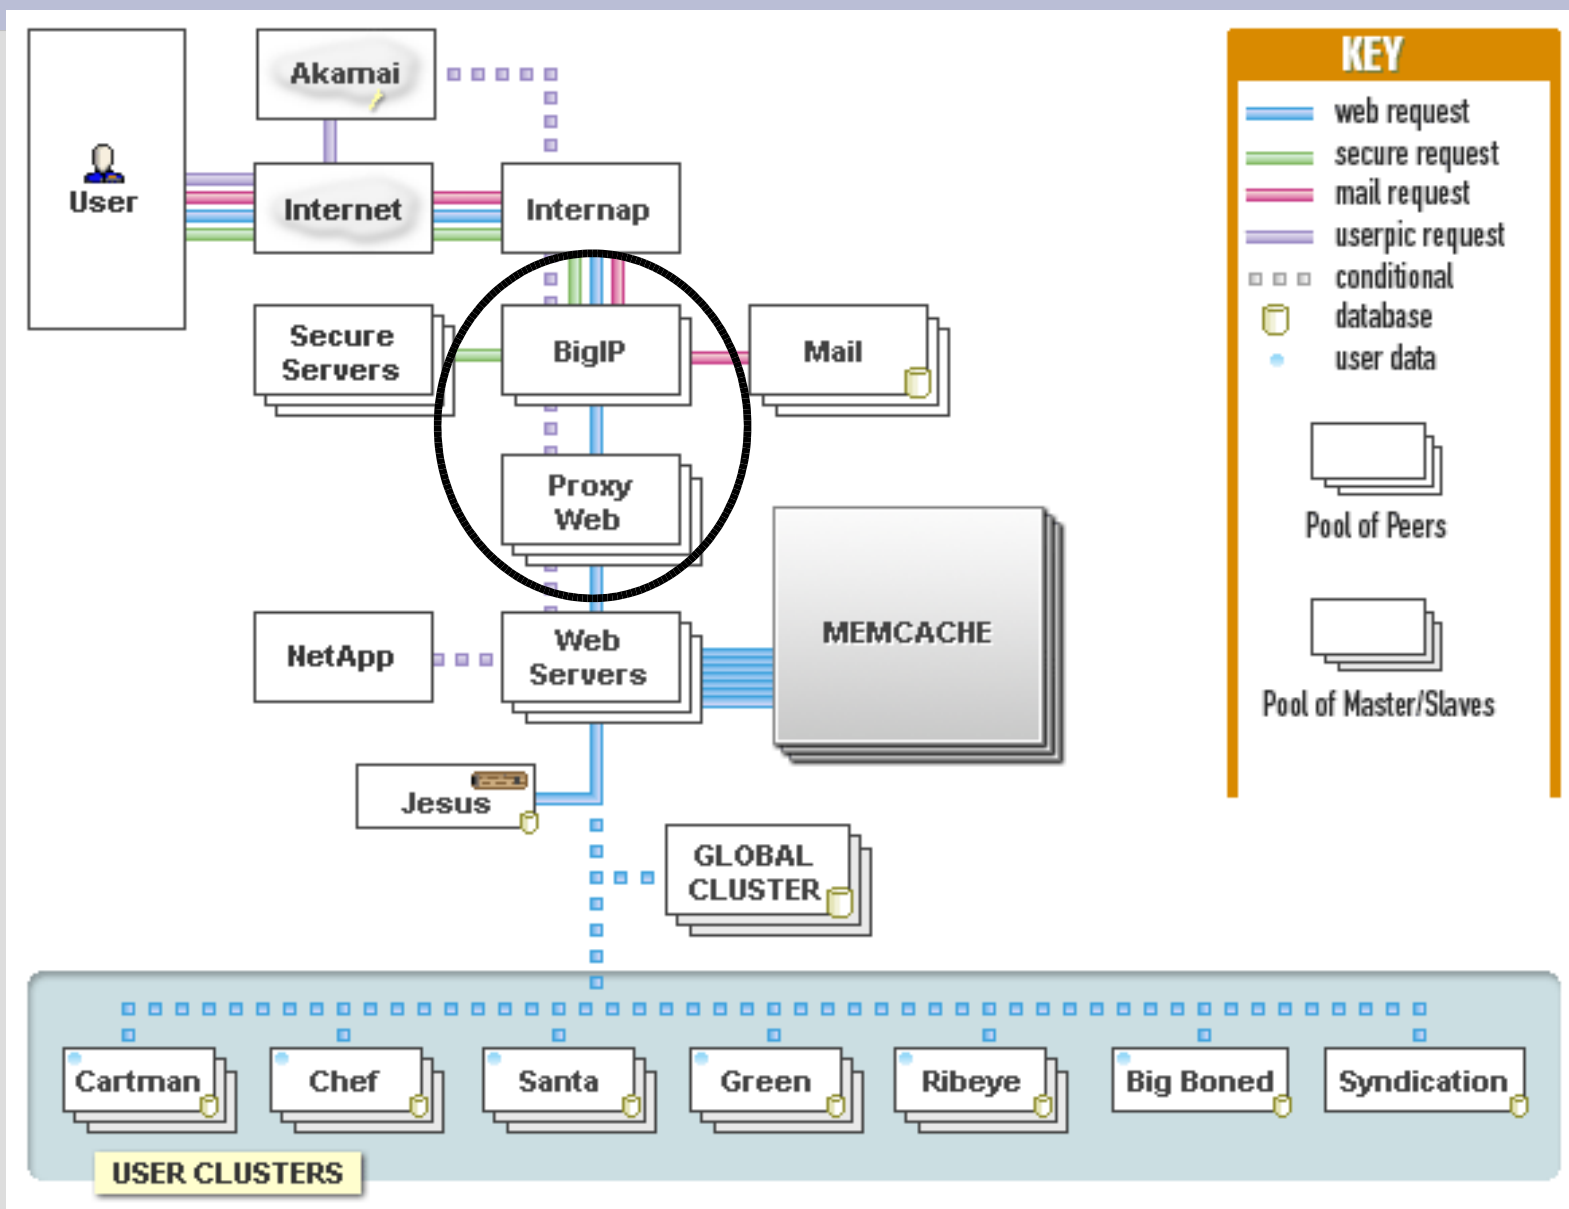 Akamai
KEY
web request
secure request
mail request
userpic request
conditional
database
user data
Pool of Peers
Pool of Master/Slaves
User
Internet
Internap
Secure
Servers
BigIP
Mail
Proxy
Web
NetApp
Web
Servers
MEMCACHE
Jesus
GLOBAL
CLUSTER
Cartman
Chef
Santa
Green
Ribeye
Big Boned
Syndication
USER CLUSTERS